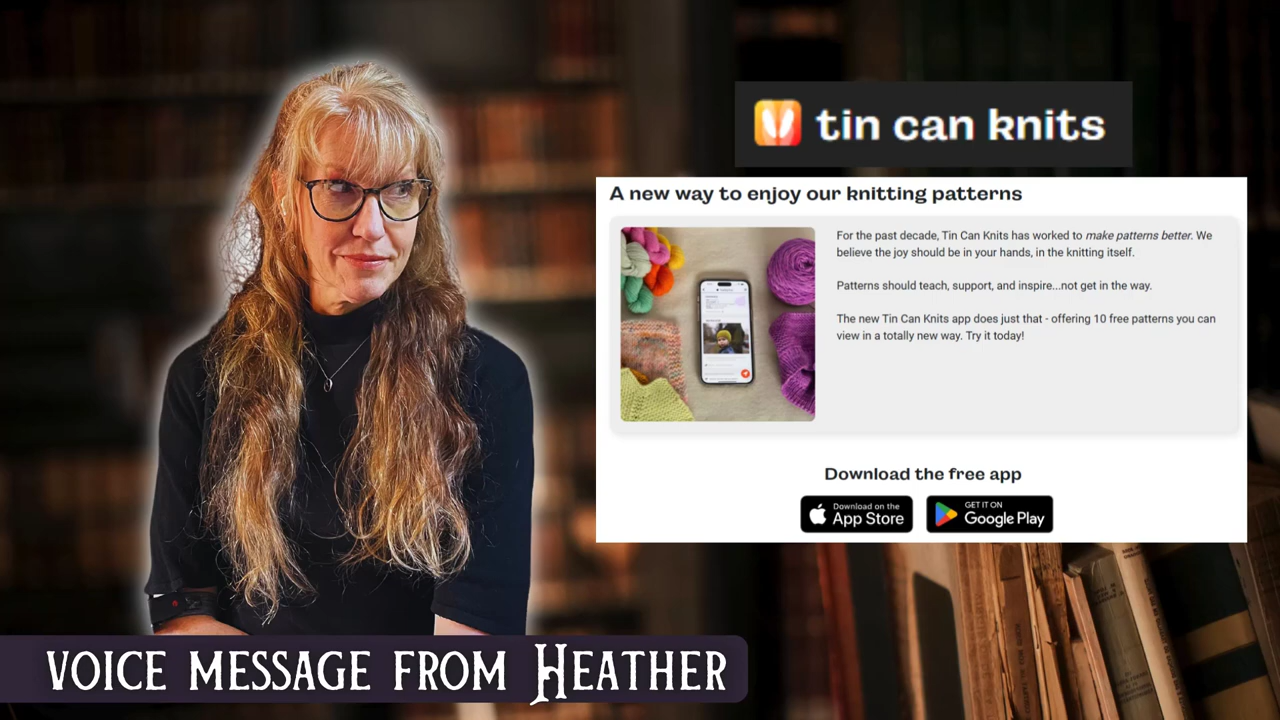 tin can knits
A new way to enjoy our knitting patterns
For the past decade, Tin Can Knits has worked to make patterns better. We
believe the joy should be in your hands, in the knitting itself.
Patterns should teach, support, and inspire...not get in the way.
The new Tin Can Knits app does just that - offering 10 free patterns you can
view in a totally new way. Try it today!
Download the free app
Download on the
App Store
GET IT ON
Google Play
VOICE MESSAGE FROM HEATHER